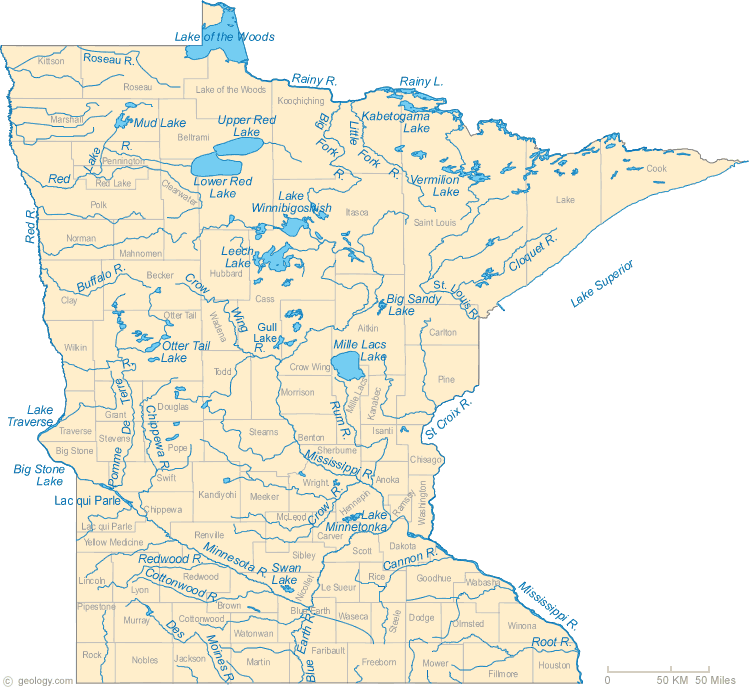 Lake of the Woods
Kittson
Roseau R.
Roseau
Lake of the Woods
Rainy R.
Rainy L.
Koochiching
Marshall
Mud Lake
Upper Red
Lake
Beltrami
Big
Fork
R.
Little
Fork
R.
Kabetogama
Lake
Lake
R.
Pennington
Red
Red Lake
Lower Red
Lake
Clearwater
Vermilion
Lake
Cook
Lake
Polk
Lake
Winnibigoshish
Itasca
Saint Louis
Red R.
Norman
Mahnomen
Leech
Lake
Hubbard
Cloquet R.
Lake Superior
Buffalo R.
Becker
Clay
Crow
Wing
R.
Cass
St. Louis R.
Big Sandy
Lake
Otter Tail
Wadena
Gull
Lake
Aitkin
Carlton
Wilkin
Otter Tail
Lake
Mille Lacs
Lake
Todd
Crow Wing
Pine
Pomme
De
Terre
R.
Morrison
Mille Lacs
Kanabec
Lake
Traverse
Grant
Douglas
Chippewa R.
Rum R.
St Croix R.
Traverse
Stevens
Stearns
Benton
Isanti
Big Stone
Pope
Sherburne
Chisago
Big Stone
Lake
Swift
Mississippi R.
Lac qui Parle
Kandiyohi
Meeker
Wright
Anoka
Washington
Chippewa
McLeod
Crow R.
Hennepin
Ramsey
Lac qui Parle
Renville
Carver
Lake
Minnetonka
Yellow Medicine
Minnesota R.
Sibley
Scott
Dakota
Redwood R.
Swan
Lake
Nicollet
Cannon R.
Lincoln
Lyon
Redwood
Cottonwood R.
Le Sueur
Rice
Goodhue
Wabasha
Mississippi R.
Pipestone
Murray
Brown
Cottonwood
Blue Earth
Waseca
Steele
Dodge
Olmsted
Winona
Watonwan
Des
Moines R.
Blue
Earth R.
Root R.
Rock
Nobles
Jackson
Martin
Faribault
Freeborn
Mower
Fillmore
Houston
© geology.com
0 50 KM 50 Miles